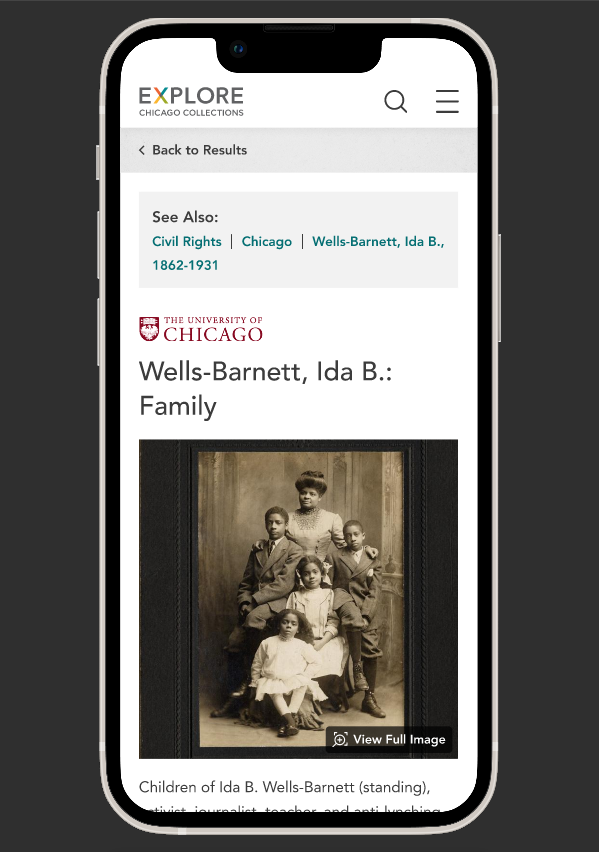 EXPLORE
CHICAGO COLLECTIONS
Back to Results
See Also:
Civil Rights | Chicago | Wells-Barnett, Ida B.,
1862-1931
THE UNIVERSITY OF
CHICAGO
Wells-Barnett, Ida B.:
Family
View Full Image
Children of Ida B. Wells-Barnett (standing),
activist, journalist, teacher, and anti-lynching